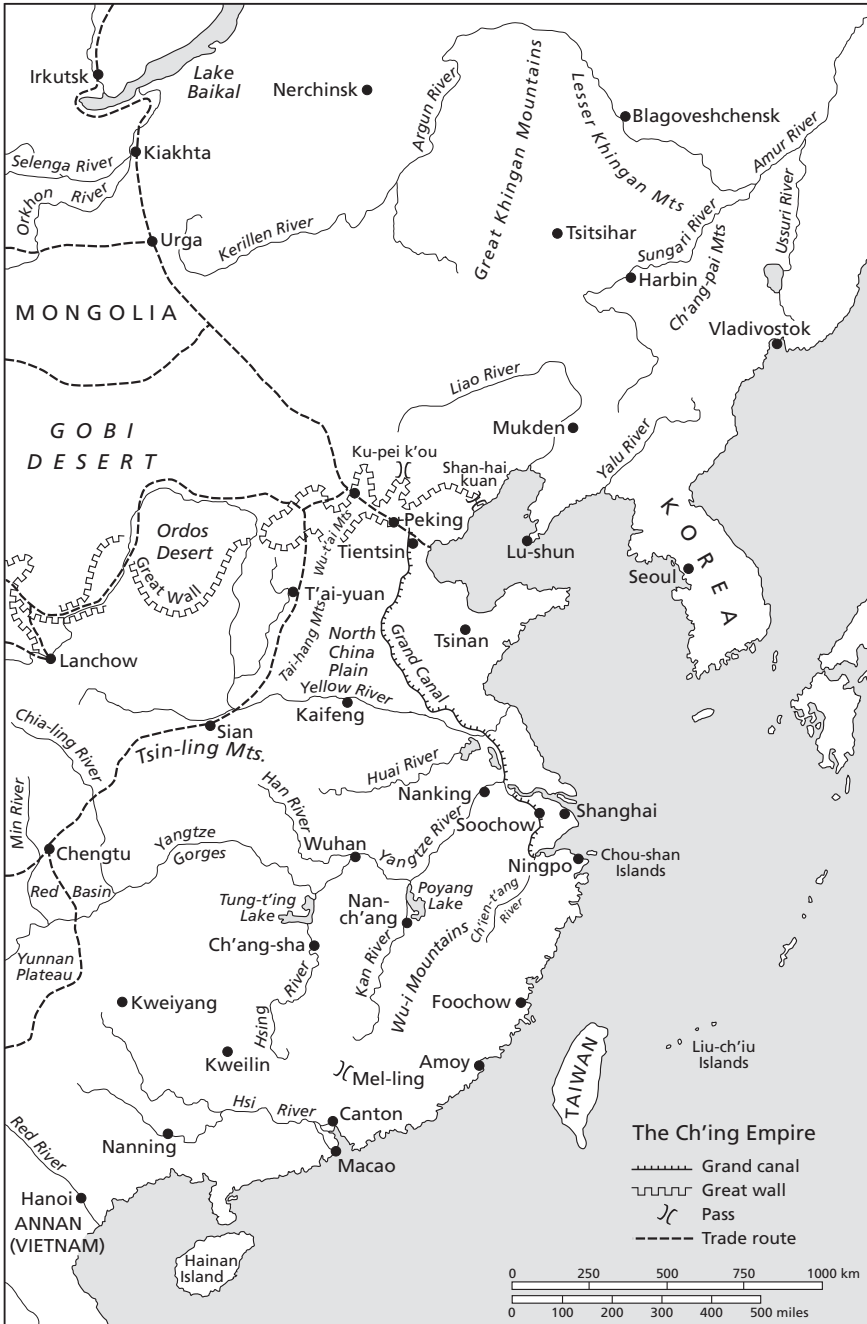 Irkutsk
Lake
Baikal
Nerchinsk
Argun River
Great Khingan Mountains
Lesser Khingan Mts
Blagoveshchensk
Amur River
Selenga River
Kiakhta
Orkhon River
Urga
Kerillen River
Tsitsihar
Sungari River
Ussuri River
Harbin
Ch'ang-pai Mts
MONGOLIA
Vladivostok
Liao River
Mukden
GOBI
DESERT
Ku-pei k'ou
Shan-hai
kuan
Yalu River
Peking
Ordos
Desert
Wu-t'ai Mts
Tientsin
Lu-shun
KOREA
Great Wall
Seoul
T'ai-yuan
Tai-hang Mts
North
China
Plain
Grand Canal
Tsinan
Lanchow
Yellow River
Kaifeng
Chia-ling River
Sian
Tsin-ling Mts.
Huai River
Han River
Nanking
Min River
Shanghai
Soochow
Wuhan
Yangtze River
Chengtu
Yangtze
Gorges
Ningpo
Chou-shan
Islands
Red Basin
Tung-t'ing
Lake
Nan-
ch'ang
Poyang
Lake
Ch'ien-t'ang
River
Ch'ang-sha
Yunnan
Plateau
Hsing River
Kan River
Wu-i Mountains
Kweiyang
Foochow
Kweilin
Mel-ling
Amoy
TAIWAN
Liu-ch'iu
Islands
Hsi River
Canton
Red River
Nanning
Macao
Hanoi
ANNAN
(VIETNAM)
Hainan
Island
The Ch'ing Empire
Grand canal
Great wall
Pass
Trade route
0 250 500 750 1000 km
0 100 200 300 400 500 miles